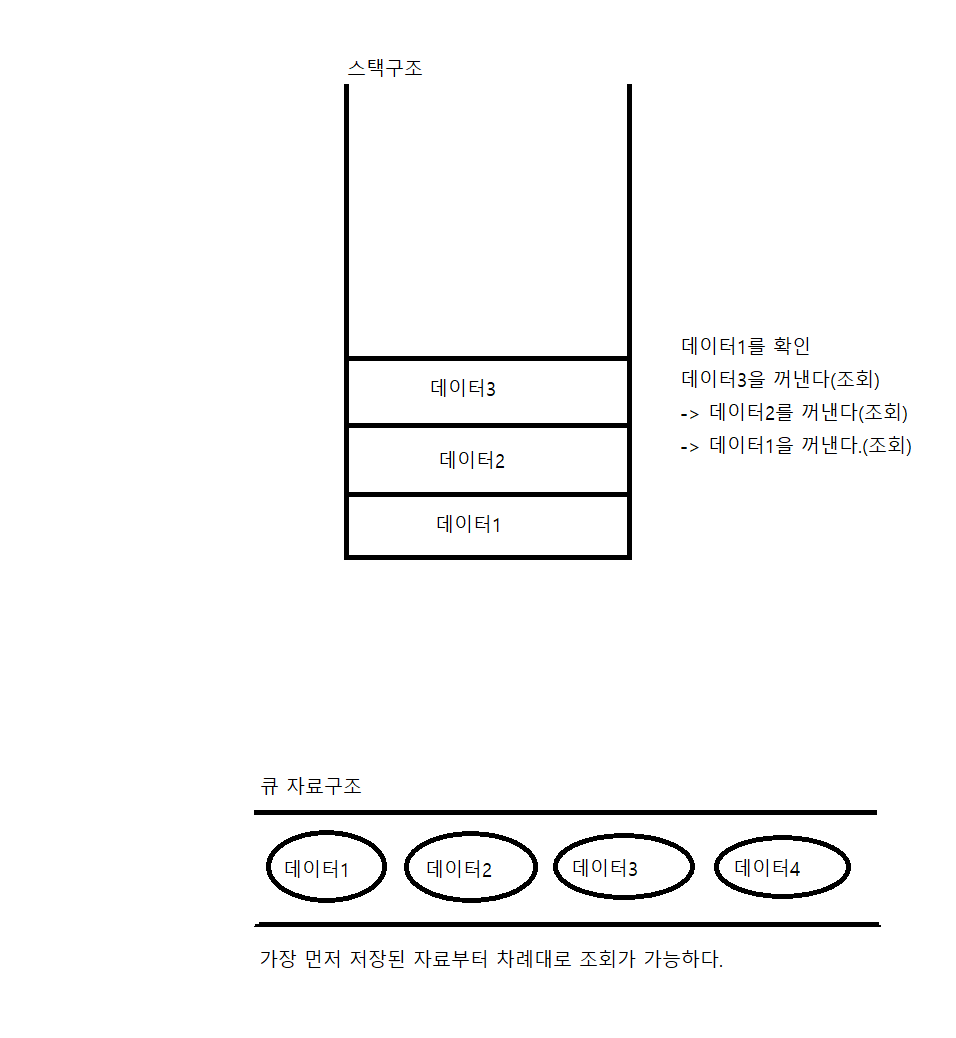 스택구조
데이터3
데이터2
데이터1
데이터1를 확인
데이터3을 꺼낸다(조회)
-> 데이터2를 꺼낸다(조회)
-> 데이터1을 꺼낸다.(조회)
큐 자료구조
데이터1 데이터2 데이터3 데이터4
가장 먼저 저장된 자료부터 차례대로 조회가 가능하다.